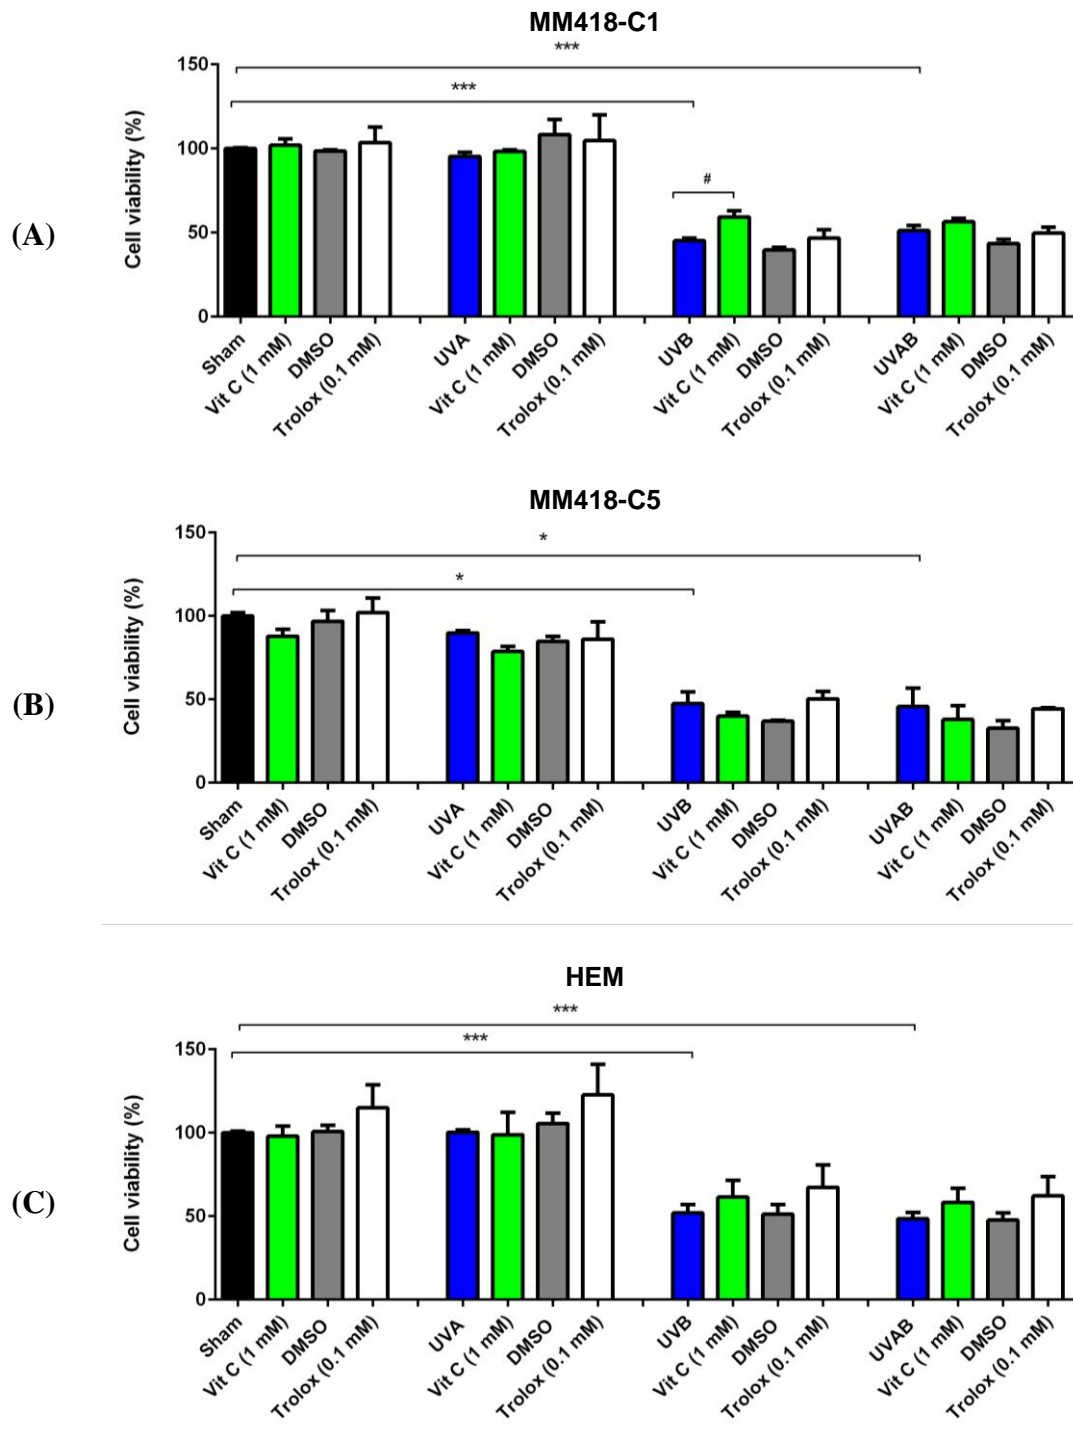 MM418-C1
***
***
150
100
50
0
Cell viability (%)
#
(A)
Sham
Vit C (1 mM)
DMSO
Trolox (0.1 mM)
UVA
Vit C (1 mM)
DMSO
Trolox (0.1 mM)
UVB
Vit C (1 mM)
DMSO
Trolox (0.1 mM)
UVAB
Vit C (1 mM)
DMSO
Trolox (0.1 mM)
MM418-C5
*
*
150
100
50
0
Cell viability (%)
(B)
Sham
Vit C (1 mM)
DMSO
Trolox (0.1 mM)
UVA
Vit C (1 mM)
DMSO
Trolox (0.1 mM)
UVB
Vit C (1 mM)
DMSO
Trolox (0.1 mM)
UVAB
Vit C (1 mM)
DMSO
Trolox (0.1 mM)
HEM
***
***
150
100
50
0
Cell viability (%)
(C)
Sham
Vit C (1 mM)
DMSO
Trolox (0.1 mM)
UVA
Vit C (1 mM)
DMSO
Trolox (0.1 mM)
UVB
Vit C (1 mM)
DMSO
Trolox (0.1 mM)
UVAB
Vit C (1 mM)
DMSO
Trolox (0.1 mM)